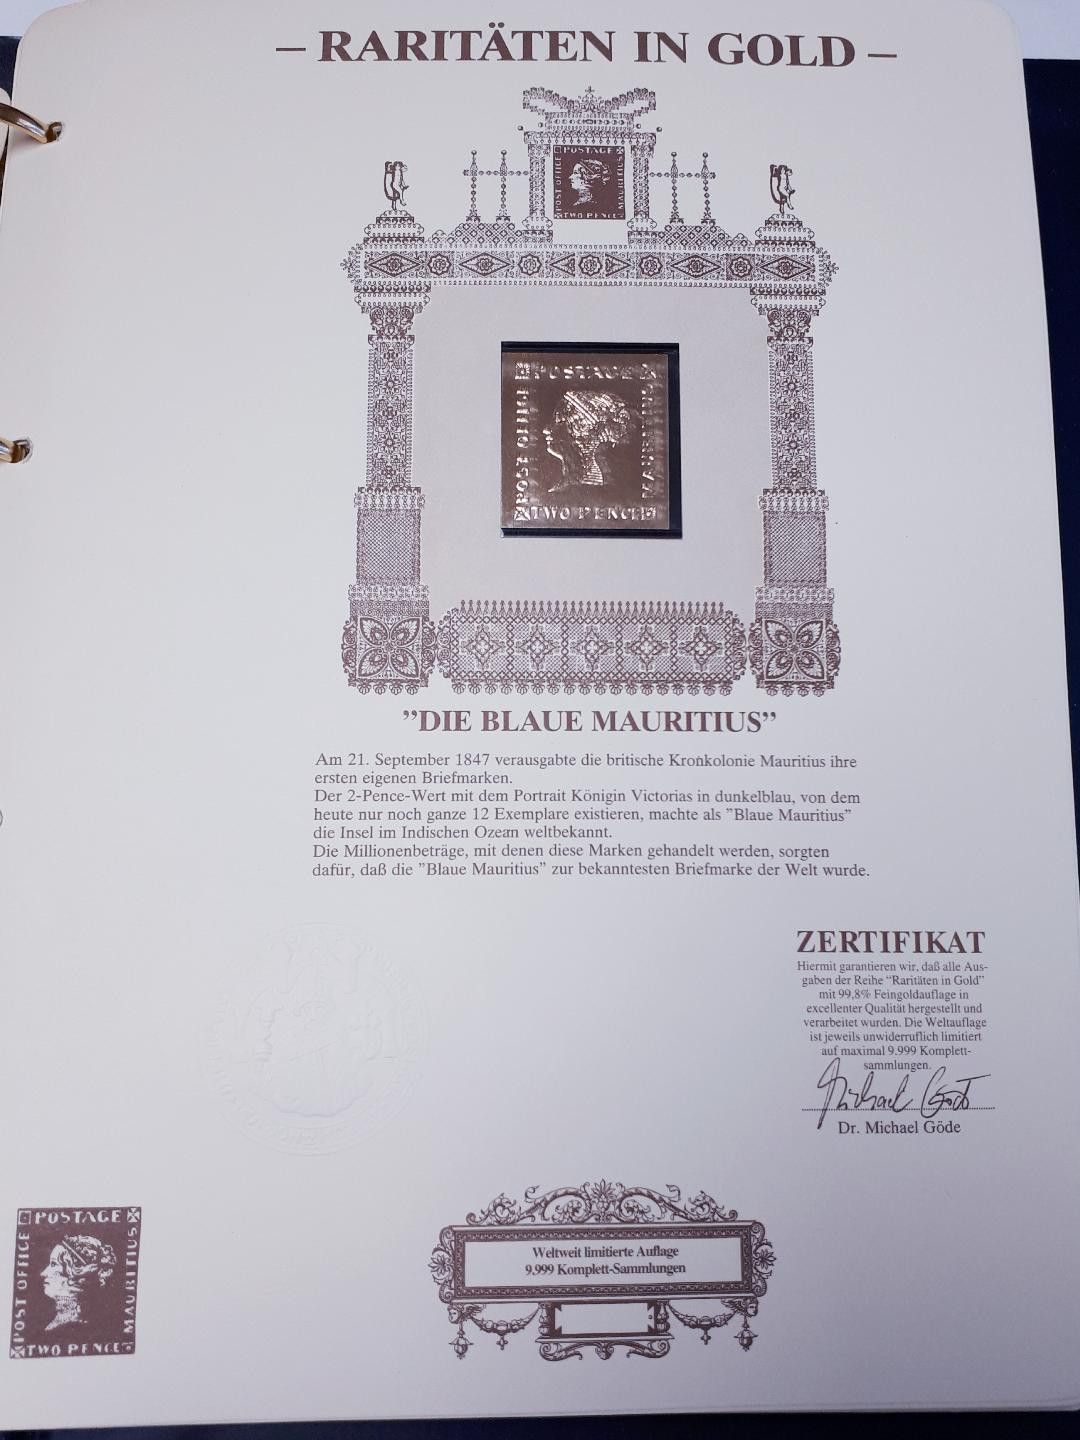 – RARITÄTEN IN GOLD –
POSTAGE
POST OFFICE
MAURITIUS
TWO PENCE
POSTAGE
POST OFFICE
MAURITIUS
TWO PENCE
”DIE BLAUE MAURITIUS”
Am 21. September 1847 verausgabte die britische Kronkolonie Mauritius ihre
ersten eigenen Briefmarken.
Der 2-Pence-Wert mit dem Portrait Königin Victorias in dunkelblau, von dem
heute nur noch ganze 12 Exemplare existieren, machte als ”Blaue Mauritius”
die Insel im Indischen Ozean weltbekannt.
Die Millionenbeträge, mit denen diese Marken gehandelt werden, sorgten
dafür, daß die ”Blaue Mauritius” zur bekanntesten Briefmarke der Welt wurde.
ZERTIFIKAT
Hiermit garantieren wir, daß alle Aus-
gaben der Reihe “Raritäten in Gold”
mit 99,8% Feingoldauflage in
excellenter Qualität hergestellt und
verarbeitet wurden. Die Weltauflage
ist jeweils unwiderruflich limitiert
auf maximal 9.999 Komplett-
sammlungen.
Michael Göde
Dr. Michael Göde
POSTAGE
POST OFFICE
MAURITIUS
TWO PENCE
Weltweit limitierte Auflage
9.999 Komplett-Sammlungen